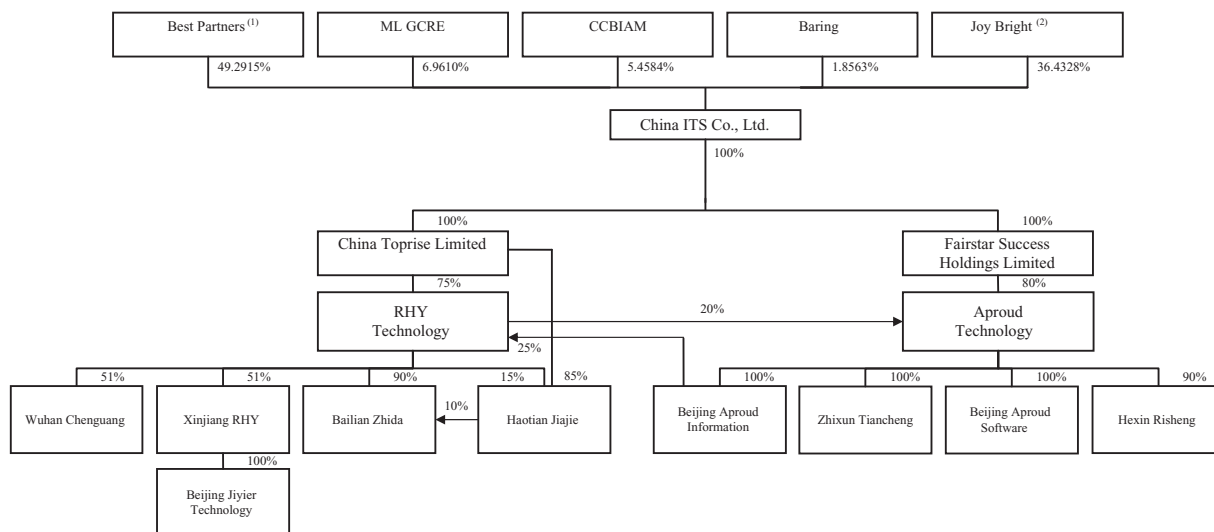 Best Partners (1)
ML GCRE
CCBIAM
Baring
Joy Bright (2)
49.2915%
6.9610%
5.4584%
1.8563%
36.4328%
China ITS Co., Ltd.
100%
100%
100%
China Toprise Limited
Fairstar Success
Holdings Limited
75%
80%
RHY
Technology
20%
Aproud
Technology
25%
51%
51%
90%
15%
85%
100%
100%
100%
90%
Wuhan Chenguang
Xinjiang RHY
Bailian Zhida
10%
Haotian Jiajie
Beijing Aproud
Information
Zhixun Tiancheng
Beijing Aproud
Software
Hexin Risheng
100%
Beijing Jiyier
Technology